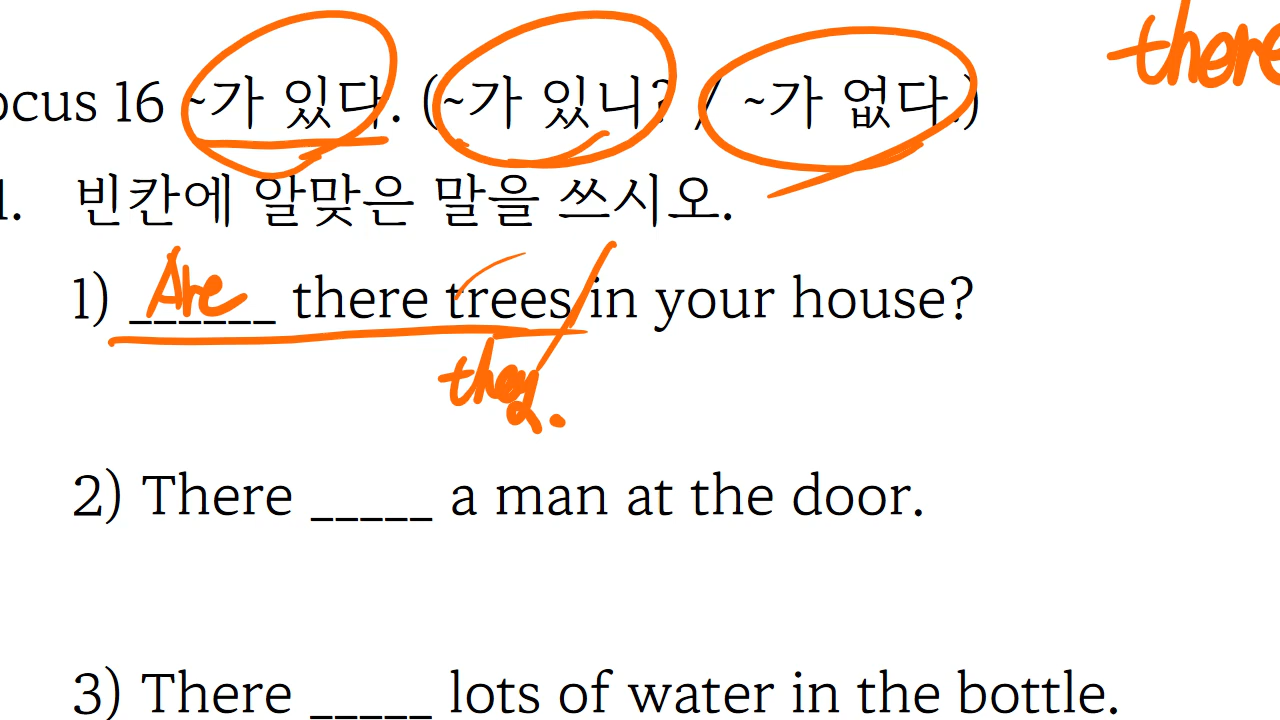 there
ocus 16 ~가 있다. (~가 있니? / ~가 없다.)
1. 빈칸에 알맞은 말을 쓰시오.
1) Are there trees in your house?
they.
2) There _____ a man at the door.
3) There _____ lots of water in the bottle.